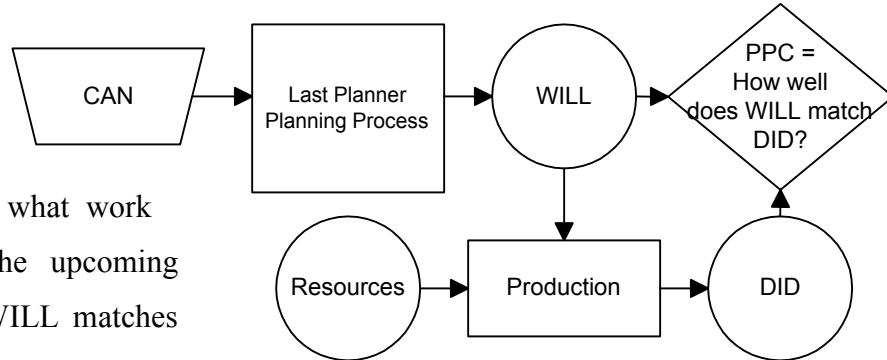 CAN
Last Planner
Planning Process
WILL
PPC =
How well
does WILL match
DID?
what work
he upcoming
VILL matches
Resources
Production
DID